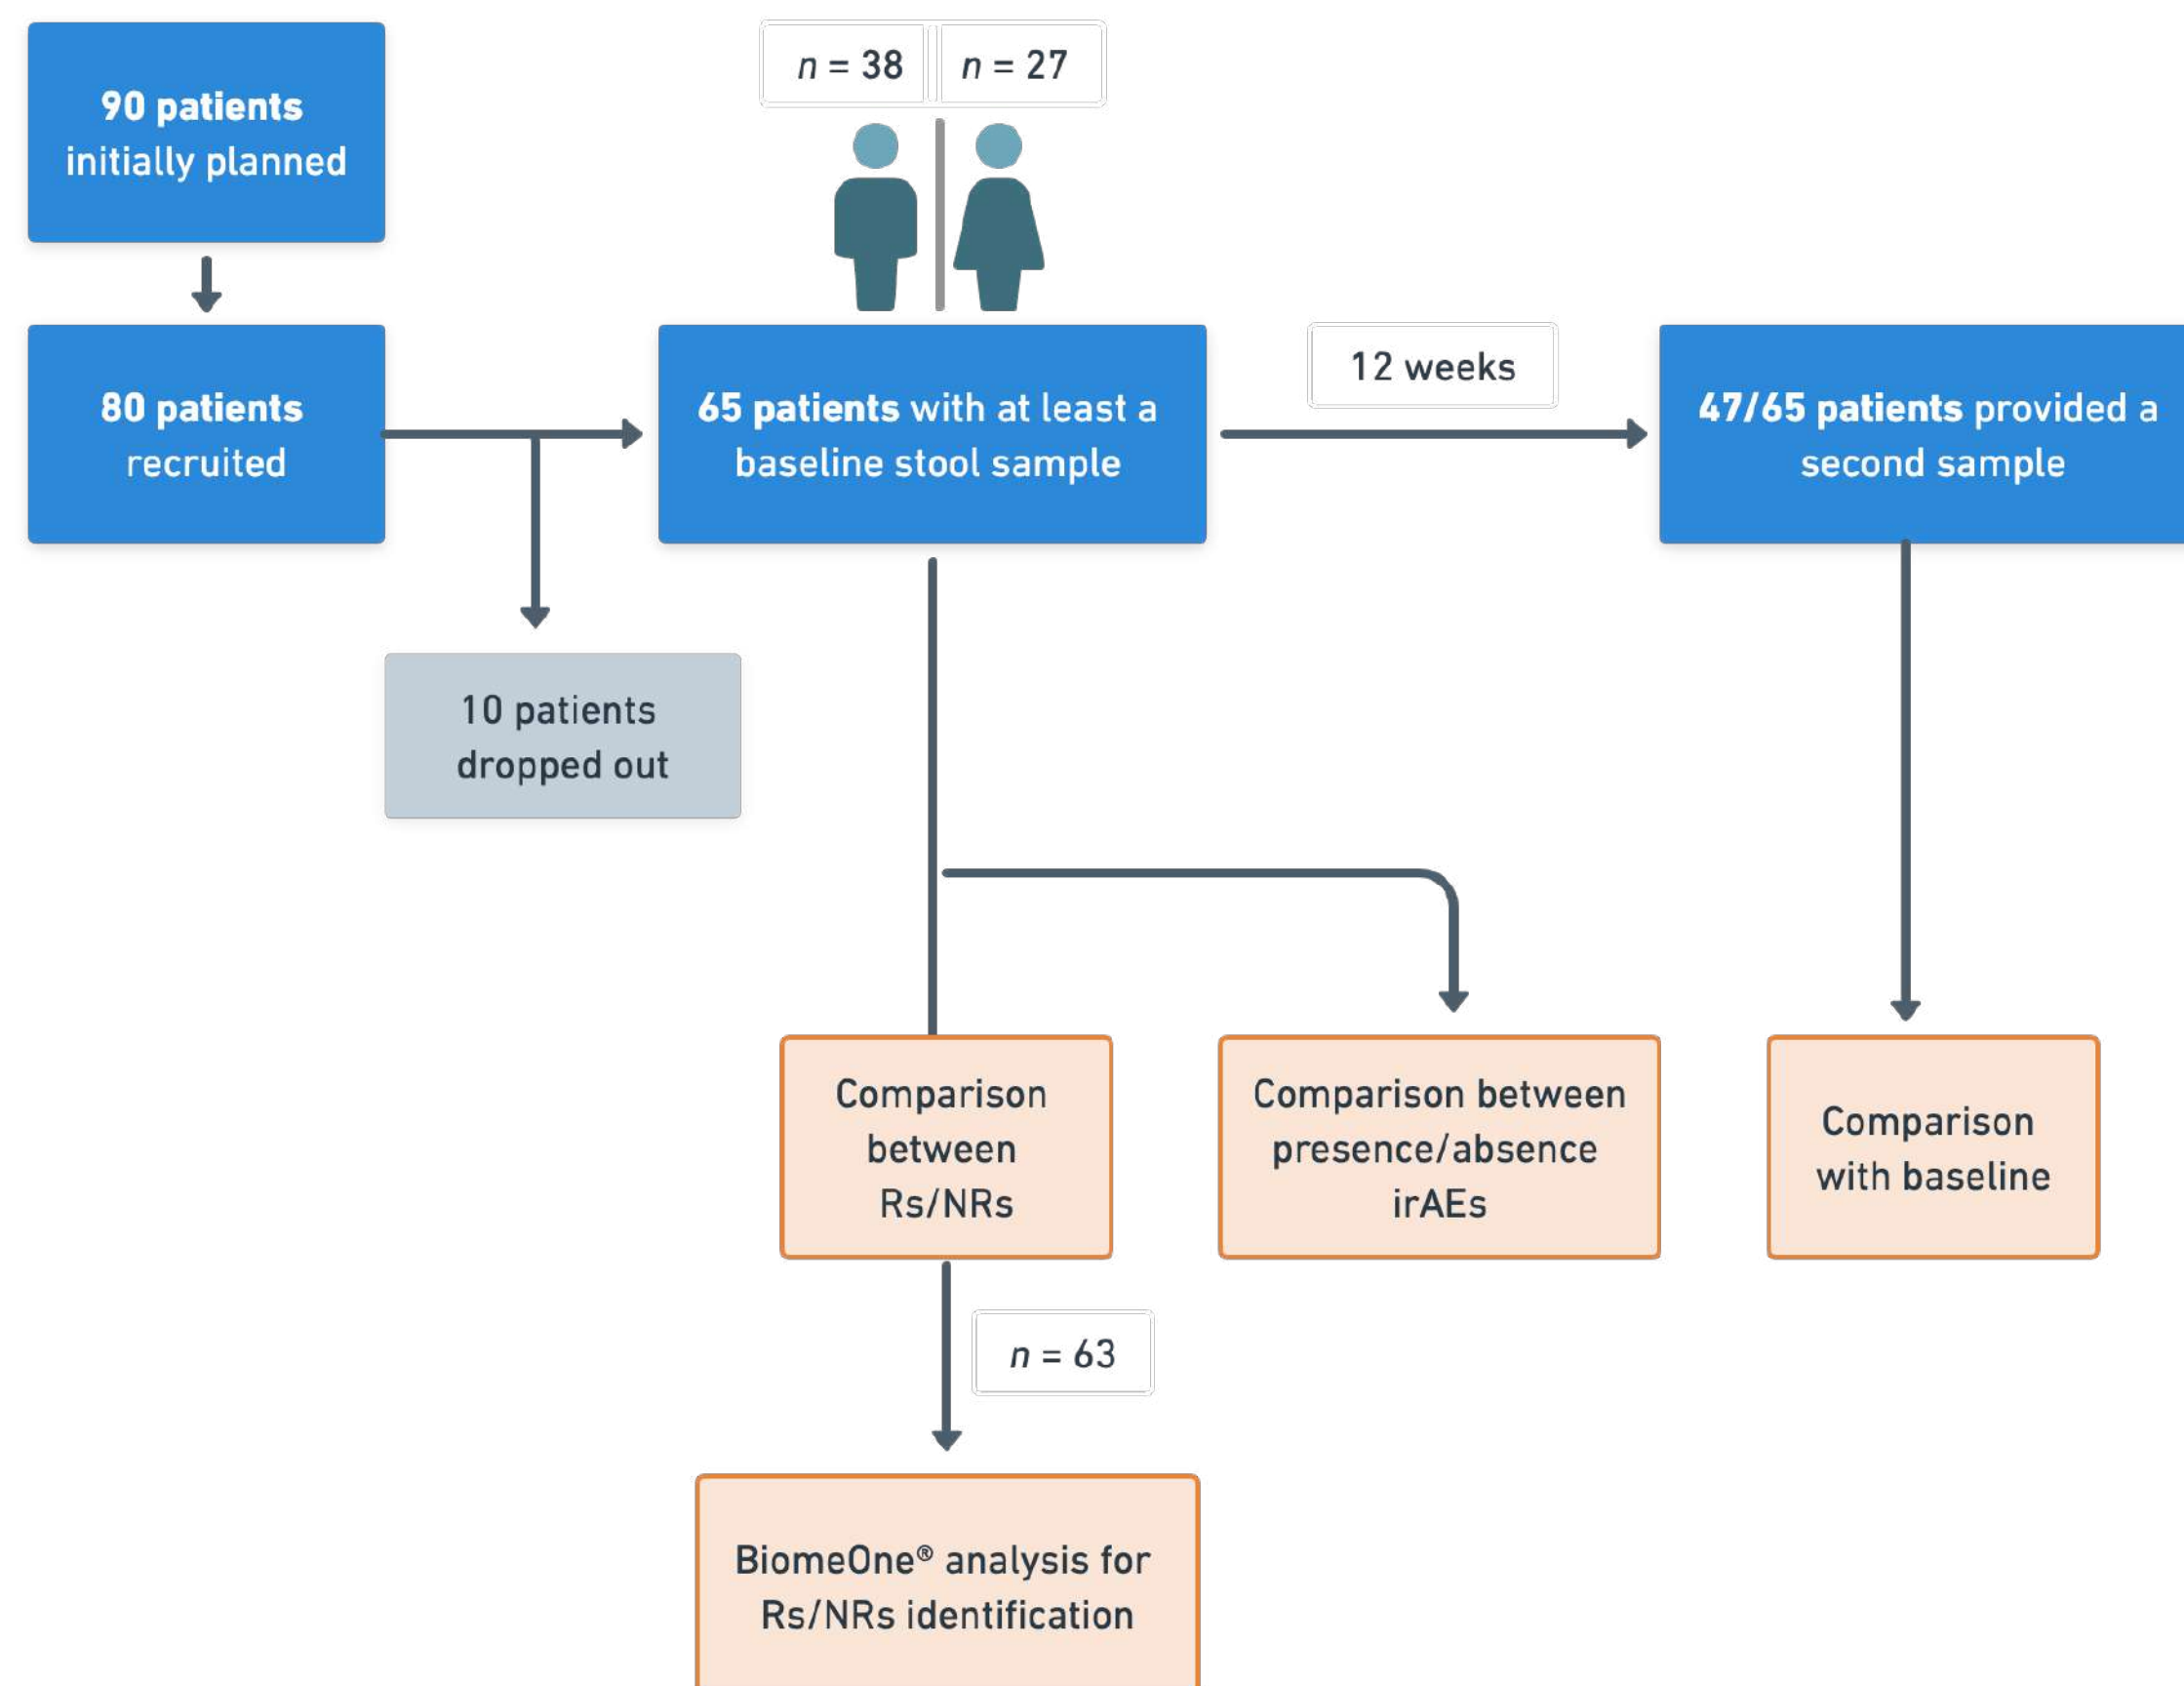 90 patients
initially planned
n = 38
n = 27
80 patients
recruited
65 patients with at least a
baseline stool sample
12 weeks
47/65 patients provided a
second sample
10 patients
dropped out
Comparison
between
Rs/NRs
Comparison between
presence/absence
irAEs
Comparison
with baseline
n = 63
BiomeOne® analysis for
Rs/NRs identification